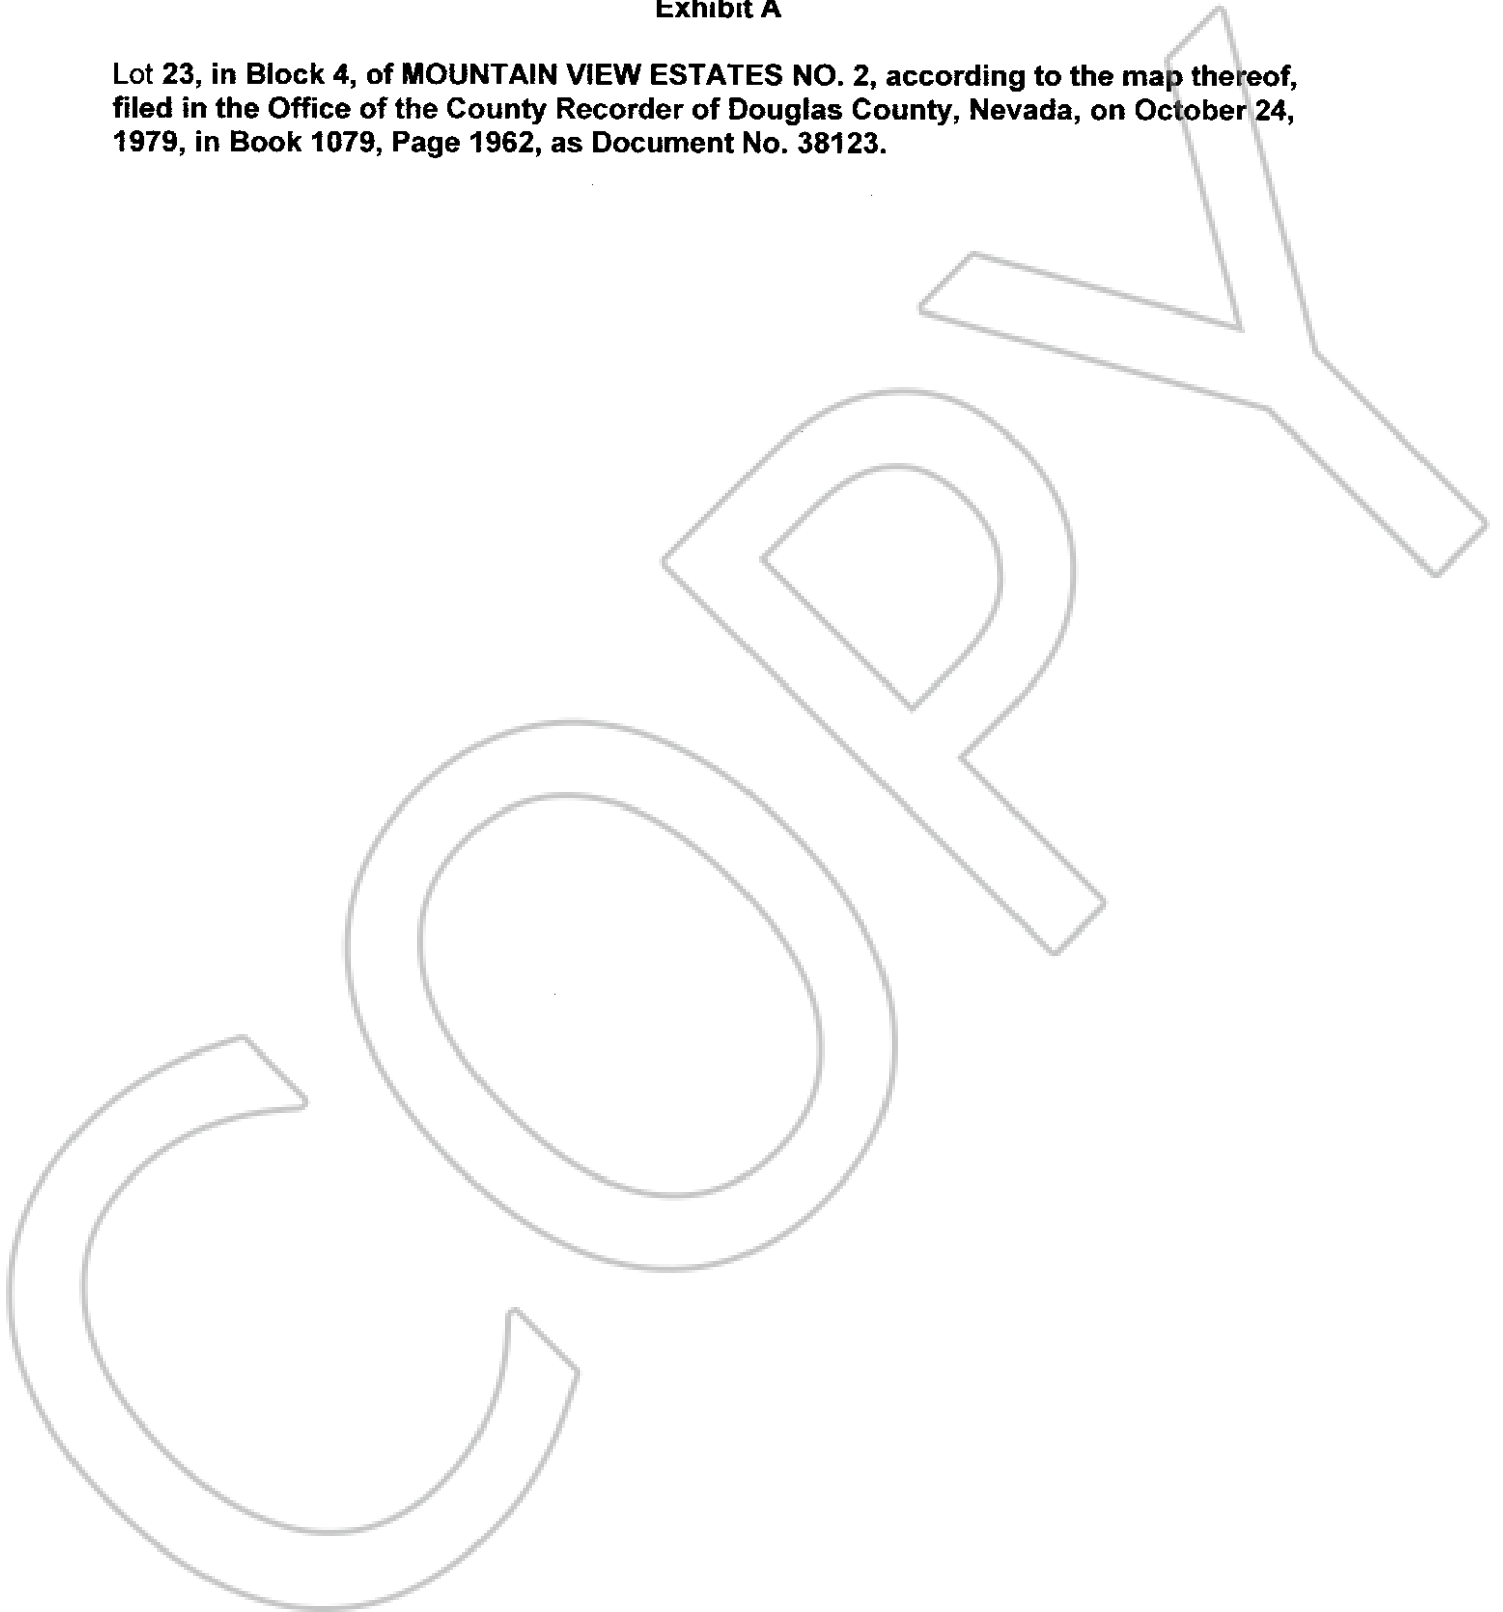 Exhibit A
Lot 23, in Block 4, of MOUNTAIN VIEW ESTATES NO. 2, according to the map thereof,
filed in the Office of the County Recorder of Douglas County, Nevada, on October 24,
1979, in Book 1079, Page 1962, as Document No. 38123.
COPY